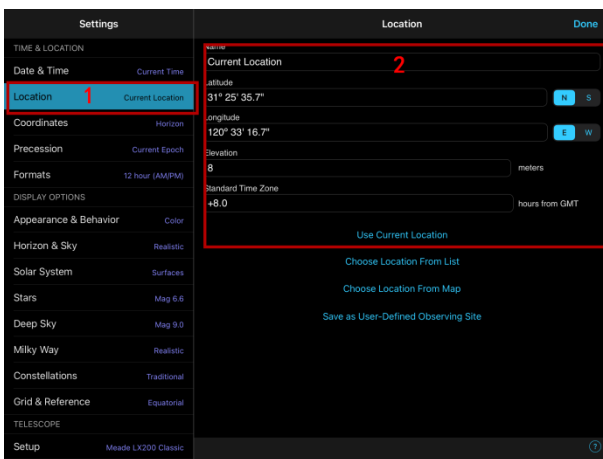 Settings
Location
Done
TIME & LOCATION
Date & Time Current Time
Location 1 Current Location
Coordinates Horizon
Precession Current Epoch
Formats 12 hour (AM/PM)
DISPLAY OPTIONS
Appearance & Behavior Color
Horizon & Sky Realistic
Solar System Surfaces
Stars Mag 6.6
Deep Sky Mag 9.0
Milky Way Realistic
Constellations Traditional
Grid & Reference Equatorial
TELESCOPE
Setup Meade LX200 Classic
Name
Current Location
2
Latitude
31° 25' 35.7" N S
Longitude
120° 33' 16.7" E W
Elevation
8 meters
Standard Time Zone
+8.0 hours from GMT
Use Current Location
Choose Location From List
Choose Location From Map
Save as User-Defined Observing Site
?